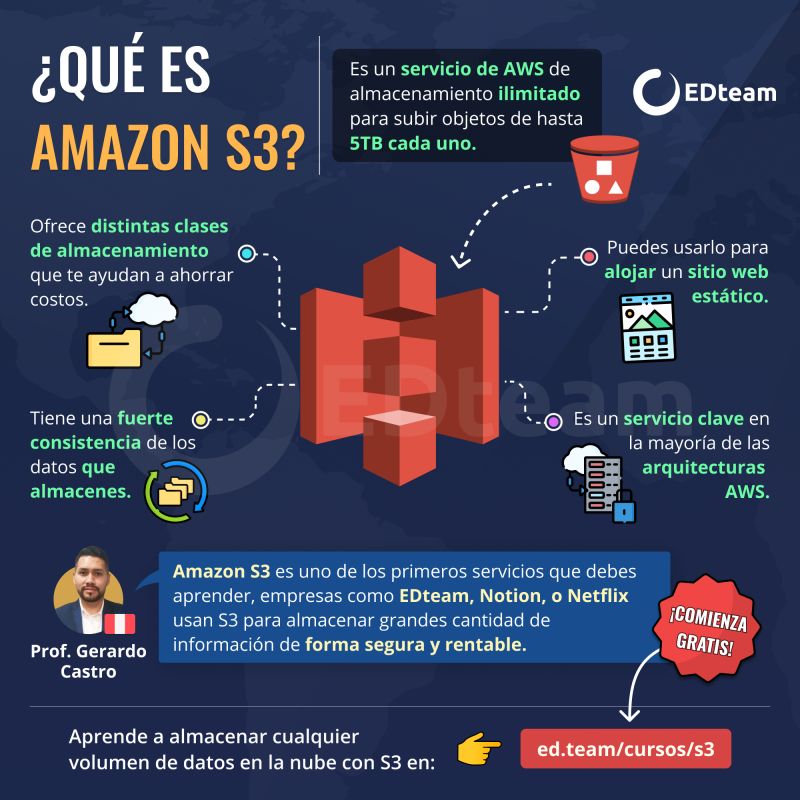 ¿QUÉ ES
AMAZON S3?
Es un servicio de AWS de
almacenamiento ilimitado
para subir objetos de hasta
5TB cada uno.
EDteam
Ofrece distintas clases
de almacenamiento
que te ayudan a ahorrar
costos.
Puedes usarlo para
alojar un sitio web
estático.
EDteam
Tiene una fuerte
consistencia de los
datos que
almacenes.
Es un servicio clave en
la mayoría de las
arquitecturas
AWS.
Prof. Gerardo
Castro
Amazon S3 es uno de los primeros servicios que debes
aprender, empresas como EDteam, Notion, o Netflix
usan S3 para almacenar grandes cantidad de
información de forma segura y rentable.
¡COMIENZA
GRATIS!
Aprende a almacenar cualquier
volumen de datos en la nube con S3 en:
ed.team/cursos/s3